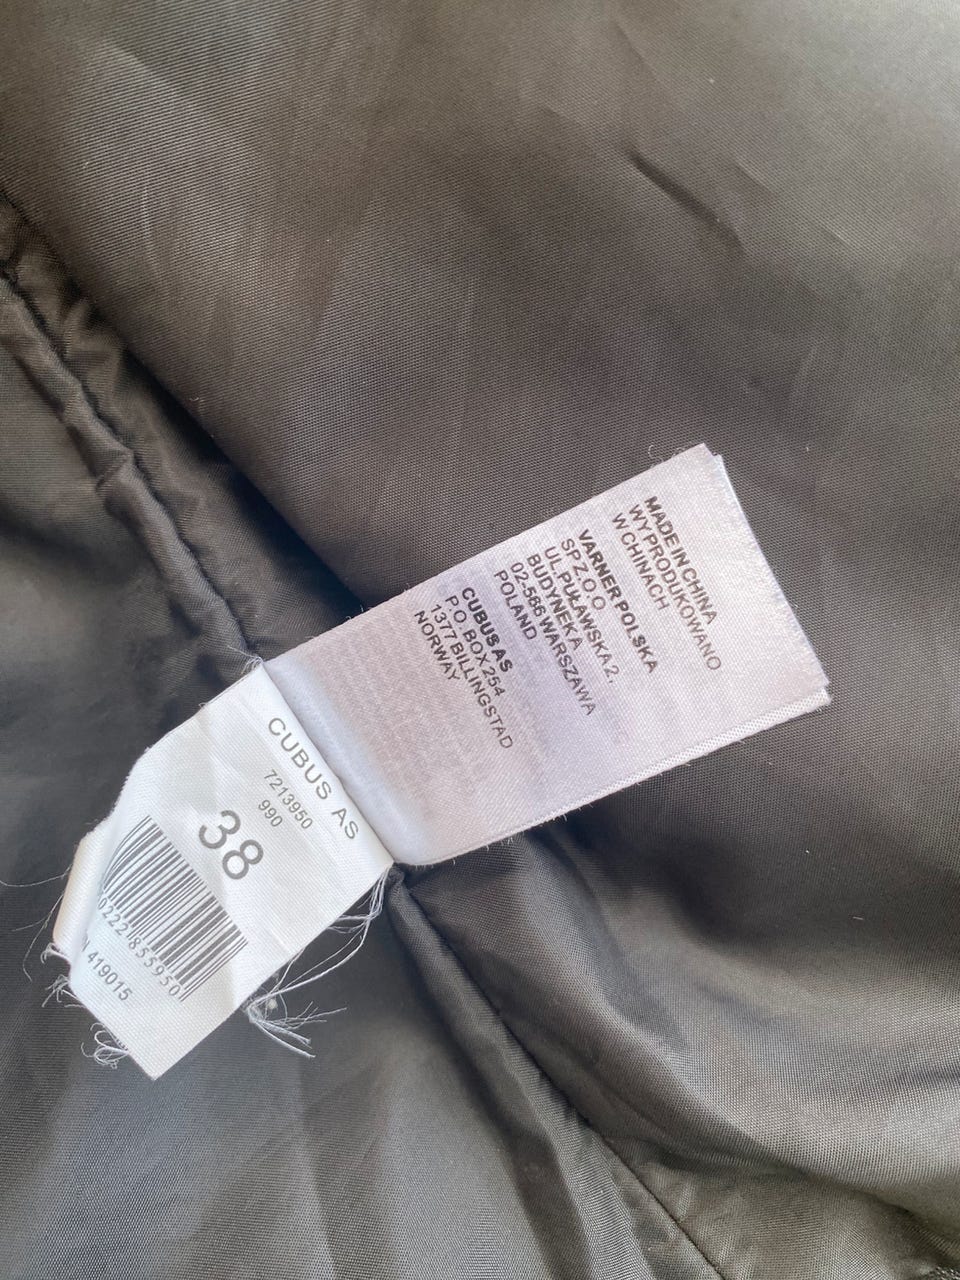 MADE IN CHINA
WYPRODUKOWANO
W CHINACH
VARNER POLSKA
SP.Z.O.O
UL.PUŁAWSKA 2,
BUDYNEK A
02-566 WARSZAWA
POLAND
CUBUS AS
P.O. BOX 254
1377 BILLINGSTAD
NORWAY
CUBUS AS
7213950
990
38
0222855950
419015